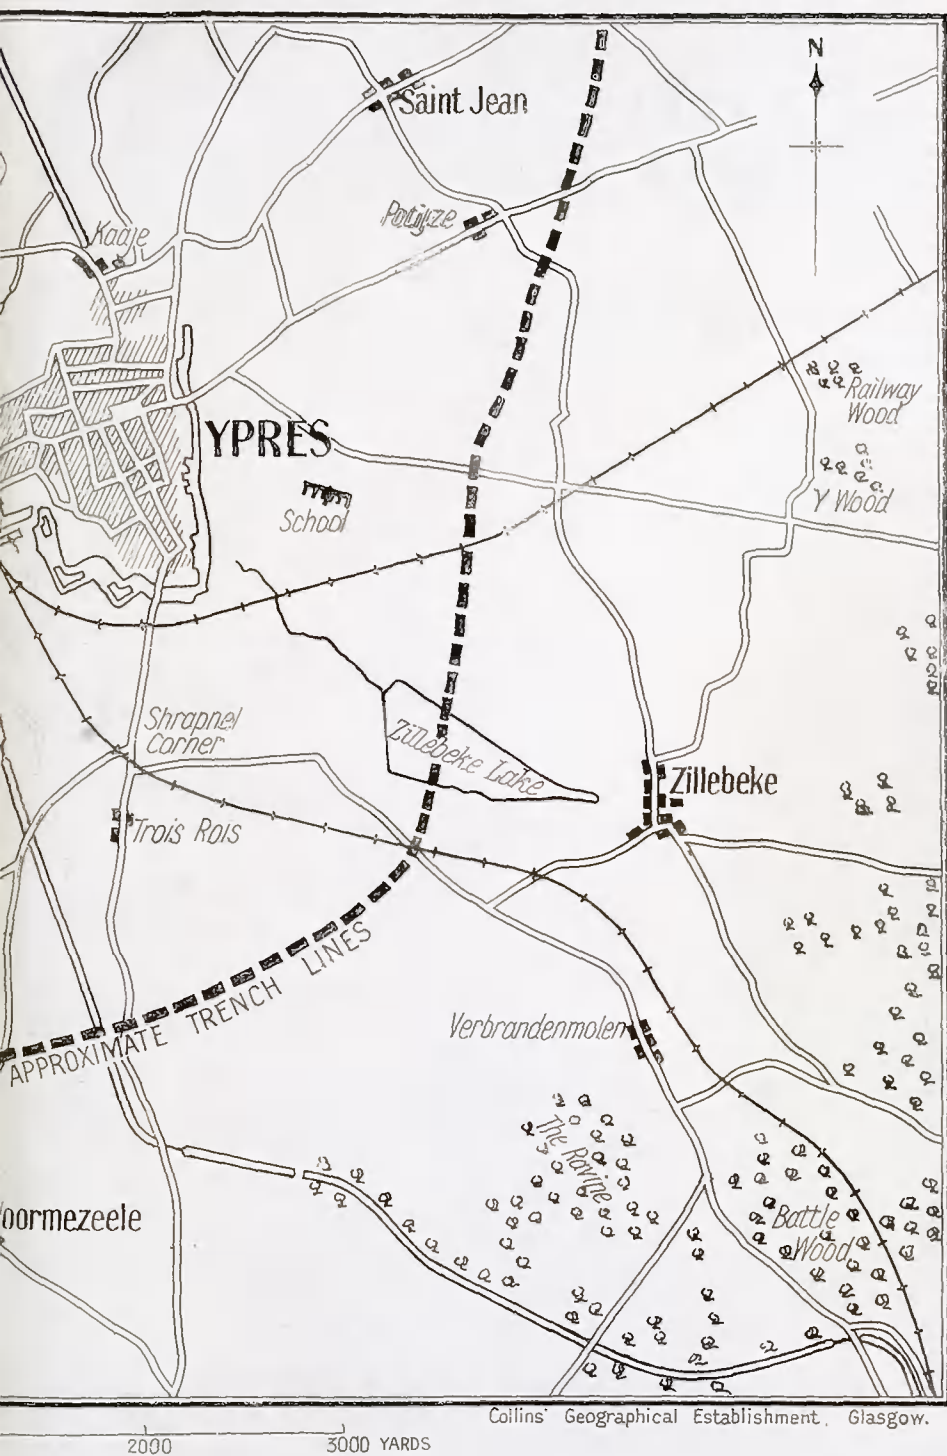 N
Saint Jean
Potijze
Kaaie
Railway
Wood
YPRES
Y Wood
School
Shrapnel
Corner
Zillebeke Lake
Zillebeke
Trois Rois
APPROXIMATE TRENCH LINES
Verbrandenmolen
The Ravine
oormezeele
Battle
Wood
Collins' Geographical Establishment, Glasgow.
2000 3000 YARDS